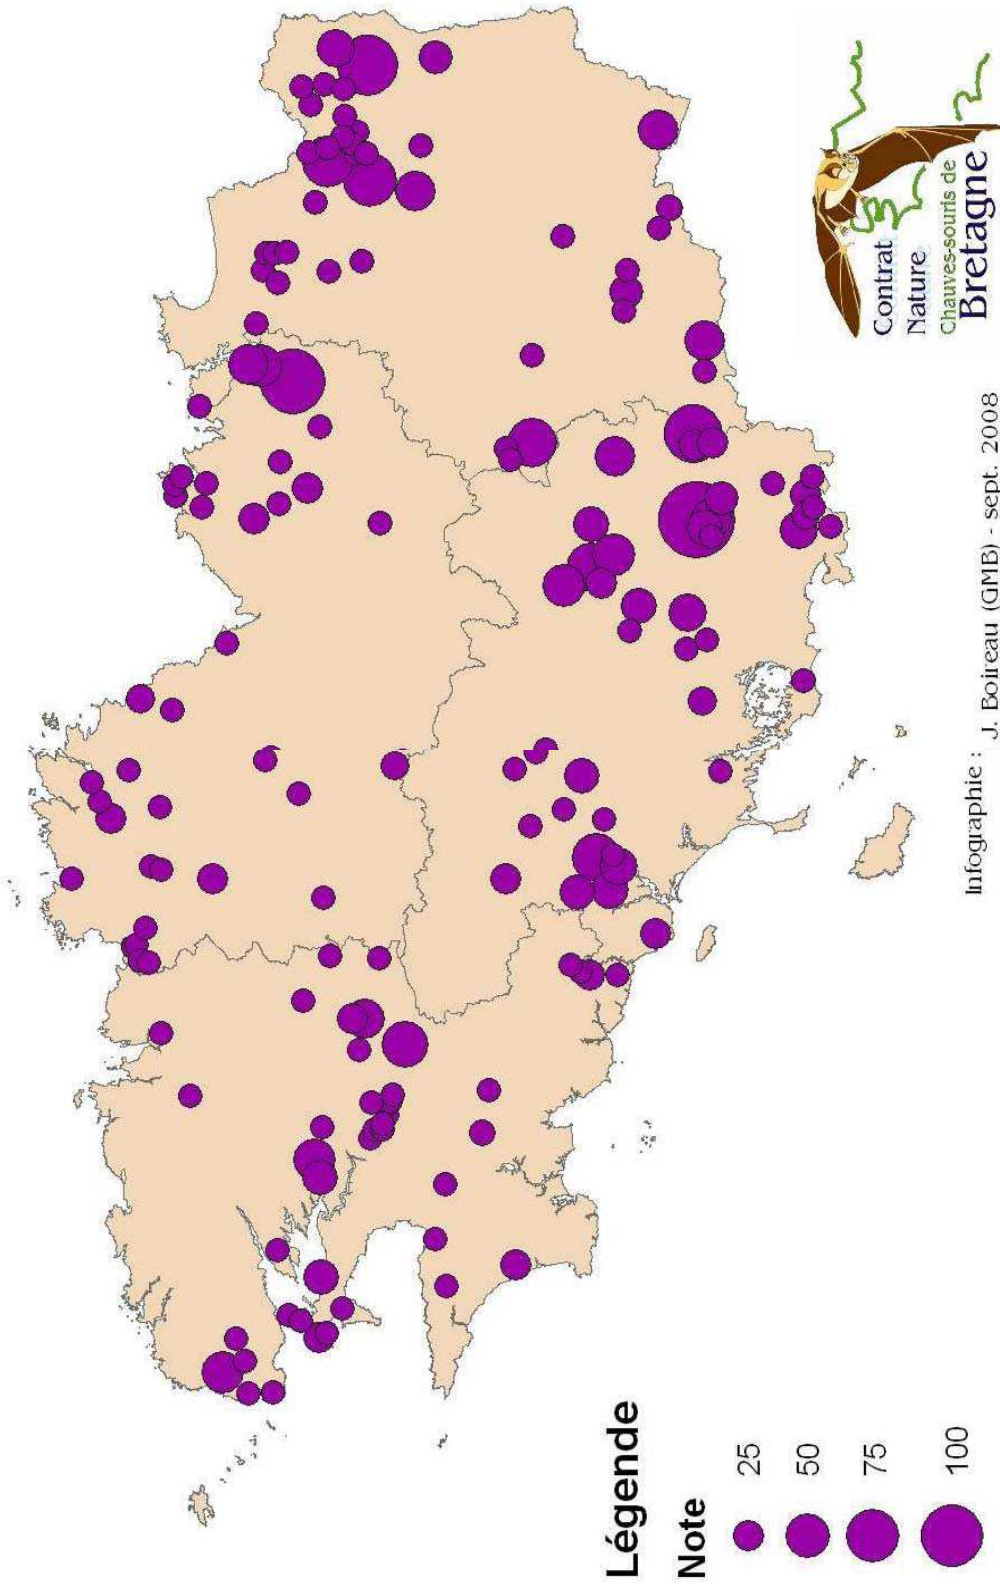 Légende
Note
25
50
75
100
Infographie :
J. Boireau (GMB) - sept. 2008
Contrat
Nature
Chauves-souris de
Bretagne